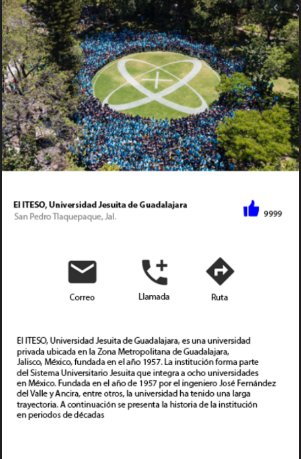 El ITESO, Universidad Jesuita de Guadalajara
San Pedro Tlaquepaque, Jal.
9999
Correo
Llamada
Ruta
El ITESO, Universidad Jesuita de Guadalajara, es una universidad
privada ubicada en la Zona Metropolitana de Guadalajara,
Jalisco, México, fundada en el año 1957. La institución forma parte
del Sistema Universitario Jesuita que integra a ocho universidades
en México. Fundada en el año de 1957 por el ingeniero José Fernández
del Valle y Ancira, entre otros, la universidad ha tenido una larga
trayectoria. A continuación se presenta la historia de la institución
en periodos de décadas